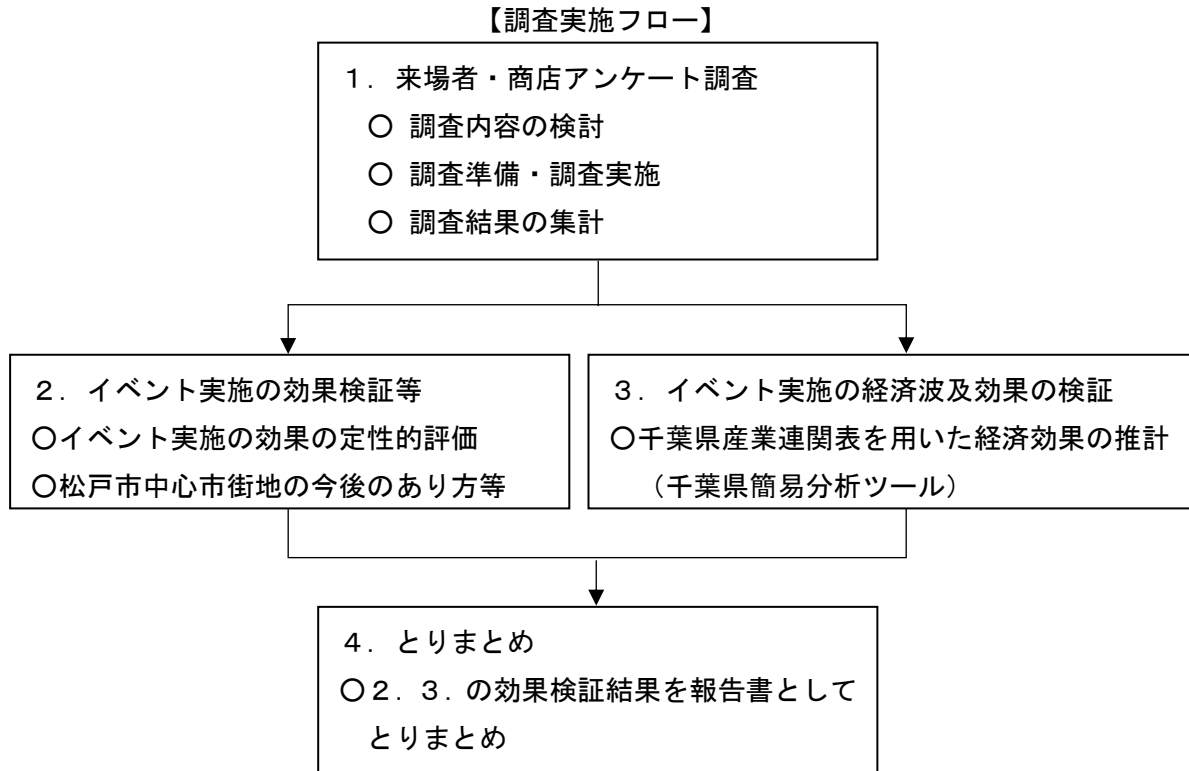 【調査実施フロー】
１．来場者・商店アンケート調査
○ 調査内容の検討
○ 調査準備・調査実施
○ 調査結果の集計
２．イベント実施の効果検証等
○イベント実施の効果の定性的評価
○松戸市中心市街地の今後のあり方等
３．イベント実施の経済波及効果の検証
○千葉県産業連関表を用いた経済効果の推計
（千葉県簡易分析ツール）
４．とりまとめ
○２．３．の効果検証結果を報告書として
とりまとめ